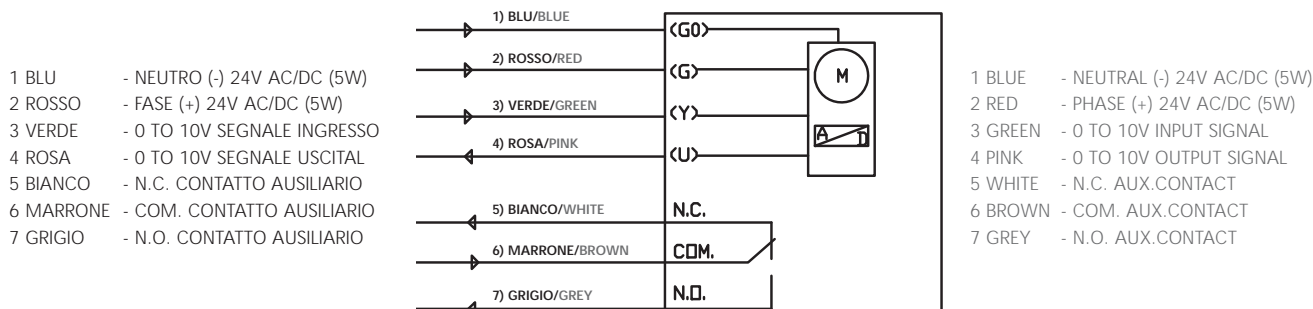 1 BLU - NEUTRO (-) 24V AC/DC (5W)
2 ROSSO - FASE (+) 24V AC/DC (5W)
3 VERDE - 0 TO 10V SEGNALE INGRESSO
4 ROSA - 0 TO 10V SEGNALE USCITAL
5 BIANCO - N.C. CONTATTO AUSILIARIO
6 MARRONE - COM. CONTATTO AUSILIARIO
7 GRIGIO - N.O. CONTATTO AUSILIARIO
1) BLU/BLUE (G0)
2) ROSSO/RED (G)
3) VERDE/GREEN (Y)
4) ROSA/PINK (U)
5) BIANCO/WHITE N.C.
6) MARRONE/BROWN COM.
7) GRIGIO/GREY N.O.
M
A D
1 BLUE - NEUTRAL (-) 24V AC/DC (5W)
2 RED - PHASE (+) 24V AC/DC (5W)
3 GREEN - 0 TO 10V INPUT SIGNAL
4 PINK - 0 TO 10V OUTPUT SIGNAL
5 WHITE - N.C. AUX.CONTACT
6 BROWN - COM. AUX.CONTACT
7 GREY - N.O. AUX.CONTACT